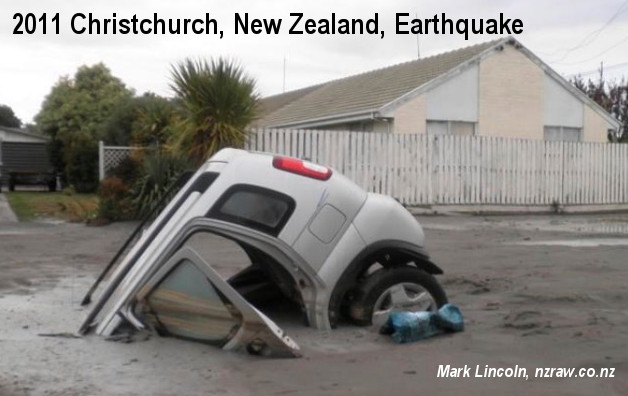 2011 Christchurch, New Zealand, Earthquake
Mark Lincoln, nzraw.co.nz